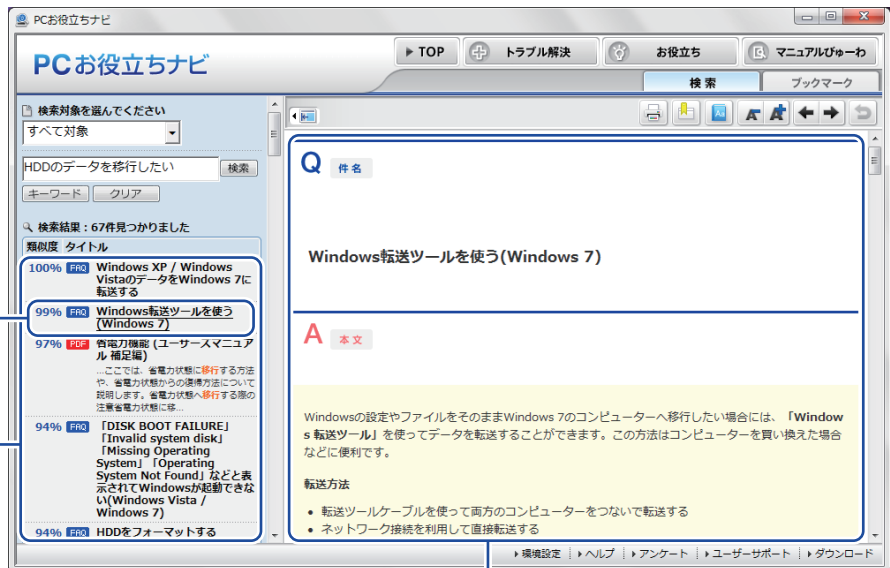 PCお役立ちナビ
PCお役立ちナビ
TOP
トラブル解決
お役立ち
マニュアルびゅーわ
検 索
ブックマーク
検索対象を選んでください
すべて対象
HDDのデータを移行したい
検索
キーワード
クリア
検索結果：67件見つかりました
類似度 タイトル
100% FAQ Windows XP / Windows
VistaのデータをWindows 7に
転送する
99% FAQ Windows転送ツールを使う
(Windows 7)
97% PDF 省電力機能 (ユーザーズマニュア
ル 補足編)
…ここでは、省電力状態に移行する方法
や、省電力状態からの復帰方法について
説明します。省電力状態へ移行する際の
注意省電力状態に移...
94% FAQ 「DISK BOOT FAILURE」
「Invalid system disk」
「Missing Operating
System」「Operating
System Not Found」などと表
示されてWindowsが起動できな
い(Windows Vista /
Windows 7)
94% FAQ HDDをフォーマットする
Q 件 名
Windows転送ツールを使う(Windows 7)
A 本 文
Windowsの設定やファイルをそのままWindows 7のコンピューターへ移行したい場合には、「Window
s 転送ツール」を使ってデータを転送することができます。この方法はコンピューターを買い換えた場合
などに便利です。
転送方法
• 転送ツールケーブルを使って両方のコンピューターをつないで転送する
• ネットワーク接続を利用して直接転送する
環境設定
ヘルプ
アンケート
ユーザーサポート
ダウンロード